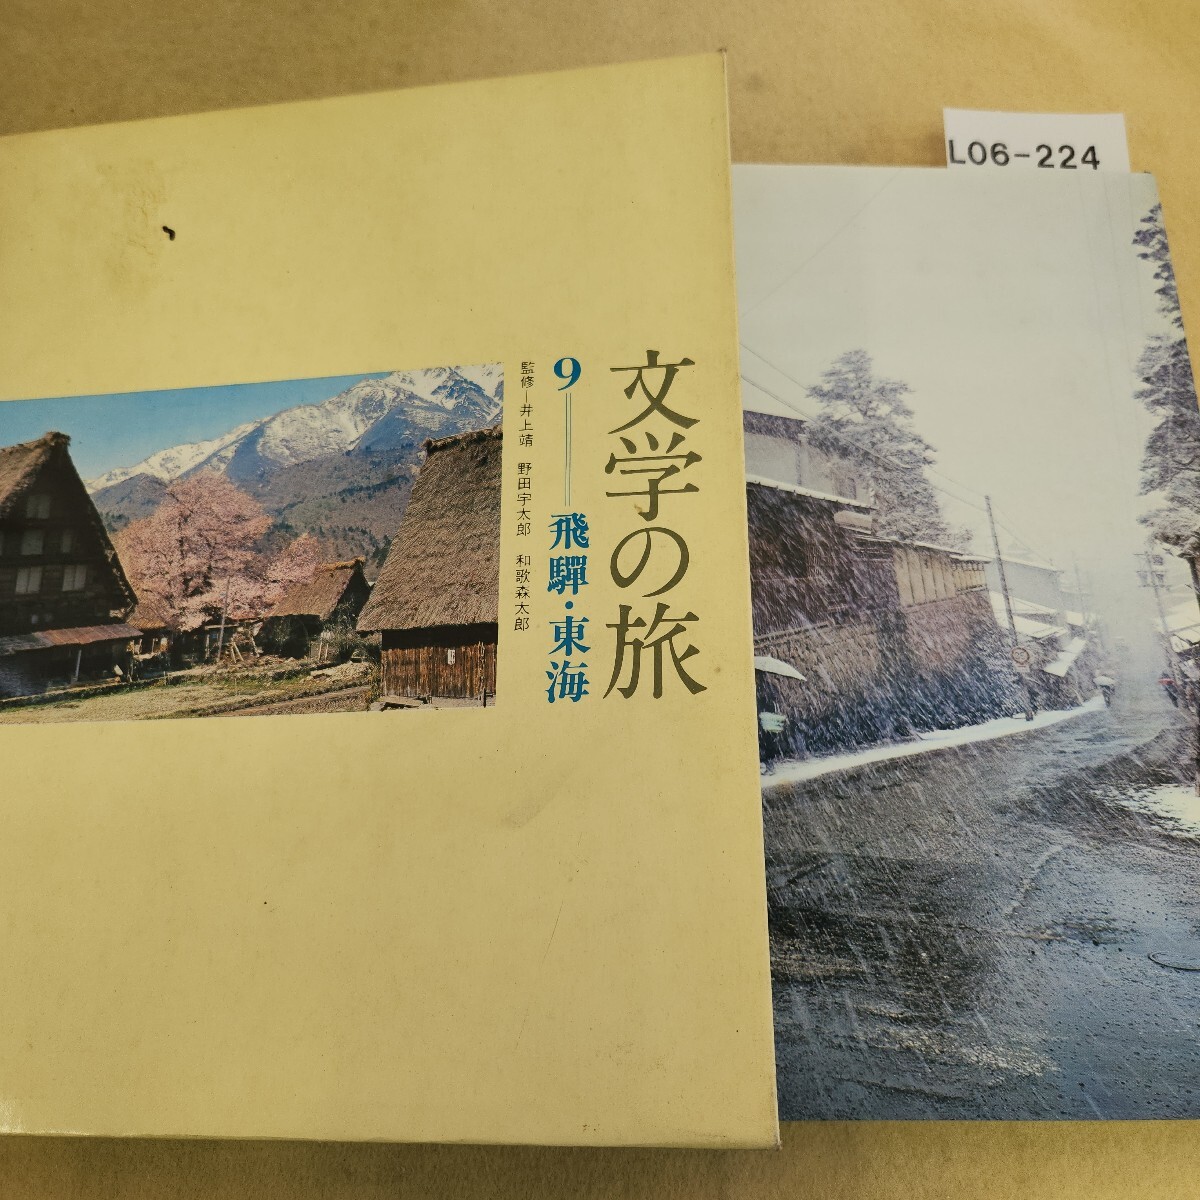 L06-224
文学の旅
9——飛驒・東海
監修—井上靖 野田宇太郎 和歌森太郎